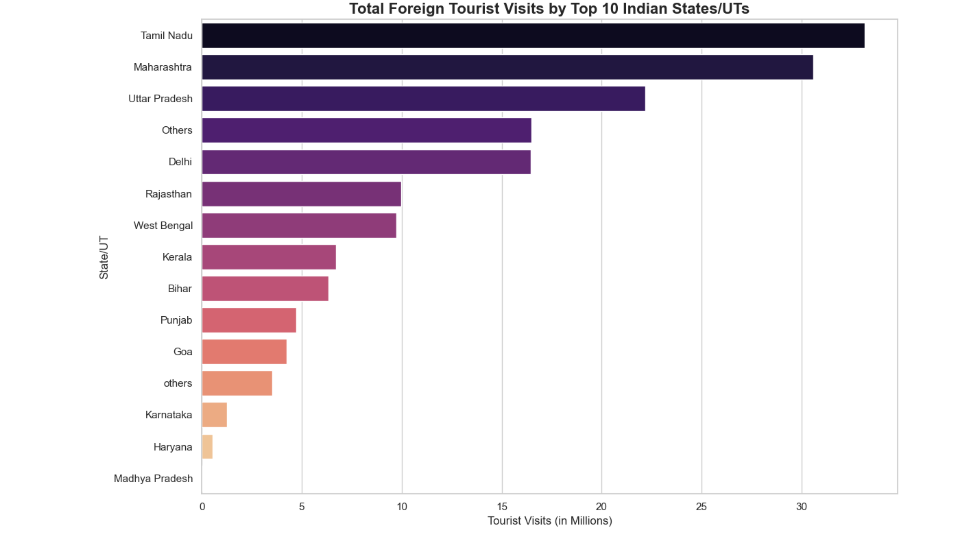 Total Foreign Tourist Visits by Top 10 Indian States/UTs
Tamil Nadu
Maharashtra
Uttar Pradesh
Others
Delhi
Rajasthan
West Bengal
Kerala
Bihar
Punjab
Goa
others
Karnataka
Haryana
Madhya Pradesh
State/UT
0 5 10 15 20 25 30
Tourist Visits (in Millions)